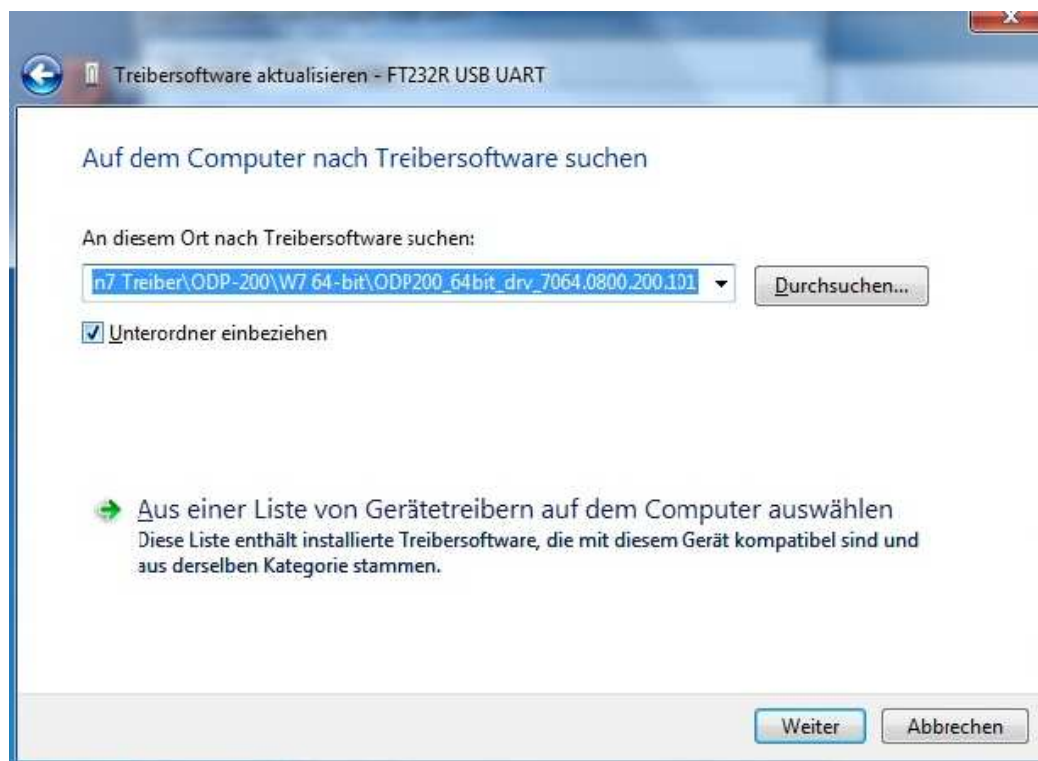 Treibersoftware aktualisieren - FT232R USB UART
Auf dem Computer nach Treibersoftware suchen
An diesem Ort nach Treibersoftware suchen:
n7 Treiber\ODP-200\W7 64-bit\ODP200_64bit_drv_7064.0800.200.101
Durchsuchen...
Unterordner einbeziehen
Aus einer Liste von Gerätetreibern auf dem Computer auswählen
Diese Liste enthält installierte Treibersoftware, die mit diesem Gerät kompatibel sind und
aus derselben Kategorie stammen.
Weiter
Abbrechen